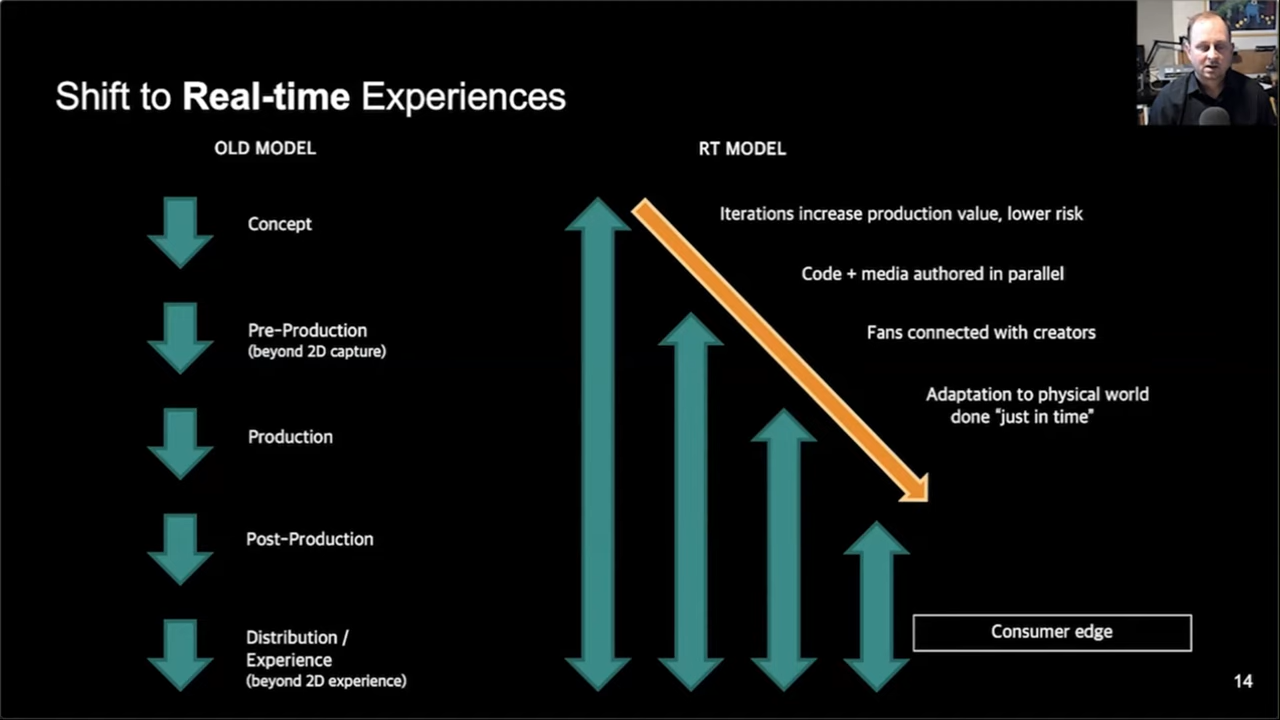 Shift to Real-time Experiences
OLD MODEL
Concept
Pre-Production
(beyond 2D capture)
Production
Post-Production
Distribution /
Experience
(beyond 2D experience)
RT MODEL
Iterations increase production value, lower risk
Code + media authored in parallel
Fans connected with creators
Adaptation to physical world
done “just in time”
Consumer edge
14